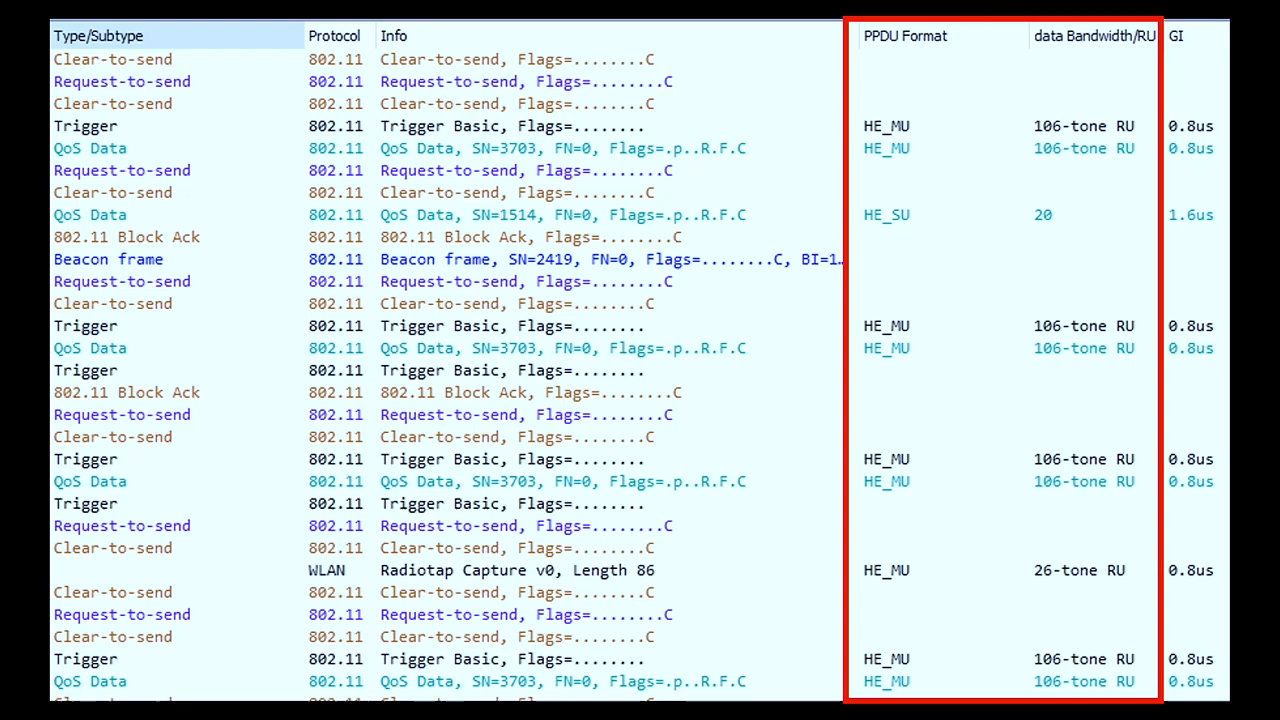 Type/Subtype Protocol Info PPDU Format data Bandwidth/RU GI
Clear-to-send 802.11 Clear-to-send, Flags=........C
Request-to-send 802.11 Request-to-send, Flags=........C
Clear-to-send 802.11 Clear-to-send, Flags=........C
Trigger 802.11 Trigger Basic, Flags=........ HE_MU 106-tone RU 0.8us
QoS Data 802.11 QoS Data, SN=3703, FN=0, Flags=.p..R.F.C HE_MU 106-tone RU 0.8us
Request-to-send 802.11 Request-to-send, Flags=........C
Clear-to-send 802.11 Clear-to-send, Flags=........C
QoS Data 802.11 QoS Data, SN=1514, FN=0, Flags=.p..R.F.C HE_SU 20 1.6us
802.11 Block Ack 802.11 802.11 Block Ack, Flags=........C
Beacon frame 802.11 Beacon frame, SN=2419, FN=0, Flags=........C, BI=1…
Request-to-send 802.11 Request-to-send, Flags=........C
Clear-to-send 802.11 Clear-to-send, Flags=........C
Trigger 802.11 Trigger Basic, Flags=........ HE_MU 106-tone RU 0.8us
QoS Data 802.11 QoS Data, SN=3703, FN=0, Flags=.p..R.F.C HE_MU 106-tone RU 0.8us
Trigger 802.11 Trigger Basic, Flags=........
802.11 Block Ack 802.11 802.11 Block Ack, Flags=........C
Request-to-send 802.11 Request-to-send, Flags=........C
Clear-to-send 802.11 Clear-to-send, Flags=........C
Trigger 802.11 Trigger Basic, Flags=........ HE_MU 106-tone RU 0.8us
QoS Data 802.11 QoS Data, SN=3703, FN=0, Flags=.p..R.F.C HE_MU 106-tone RU 0.8us
Trigger 802.11 Trigger Basic, Flags=........
Request-to-send 802.11 Request-to-send, Flags=........C
Clear-to-send 802.11 Clear-to-send, Flags=........C
WLAN Radiotap Capture v0, Length 86 HE_MU 26-tone RU 0.8us
Clear-to-send 802.11 Clear-to-send, Flags=........C
Request-to-send 802.11 Request-to-send, Flags=........C
Clear-to-send 802.11 Clear-to-send, Flags=........C
Trigger 802.11 Trigger Basic, Flags=........ HE_MU 106-tone RU 0.8us
QoS Data 802.11 QoS Data, SN=3703, FN=0, Flags=.p..R.F.C HE_MU 106-tone RU 0.8us